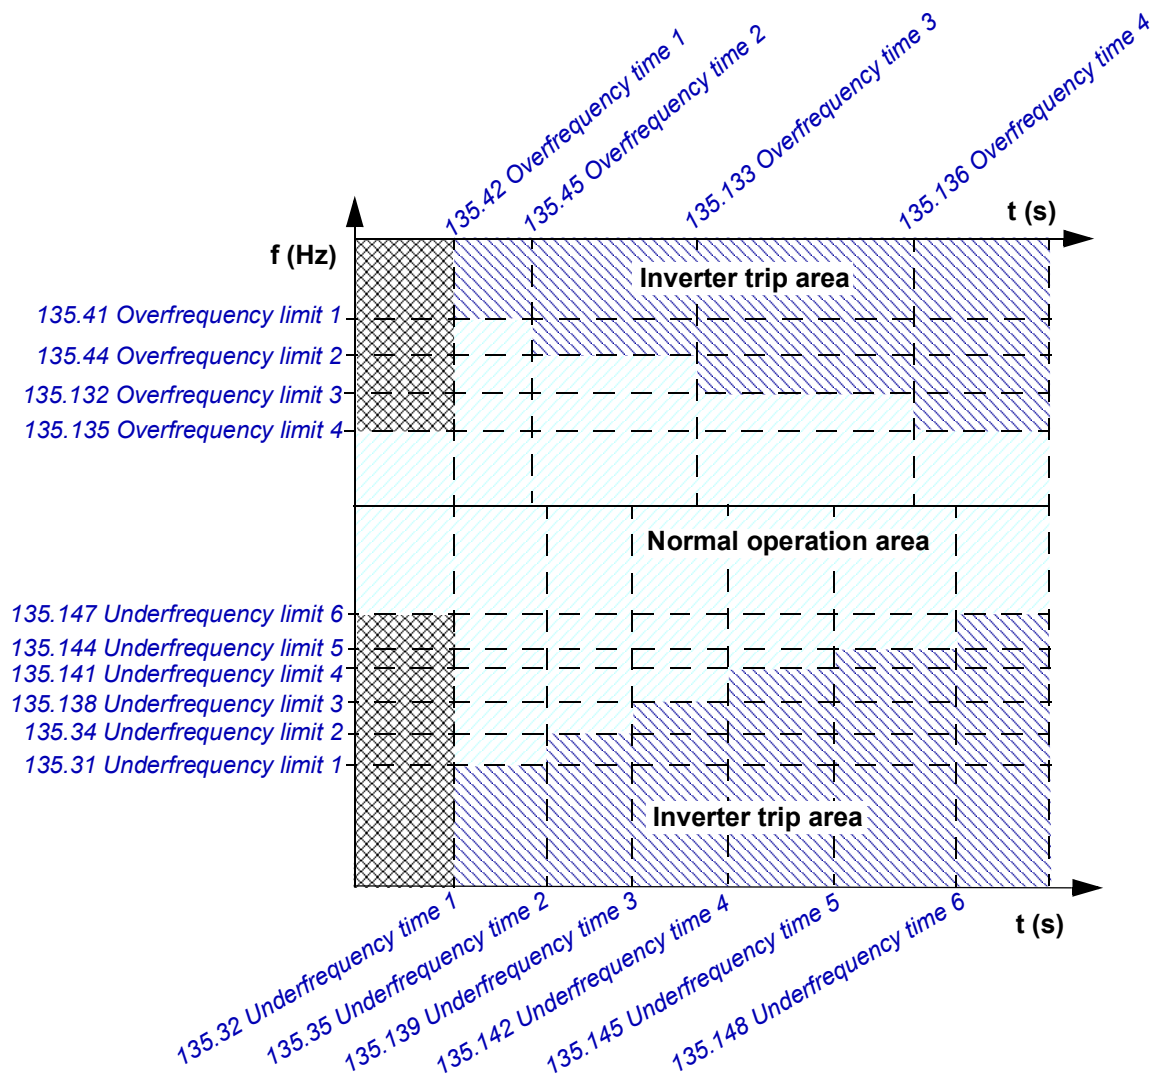 135.42 Overfrequency time 1
135.45 Overfrequency time 2
135.133 Overfrequency time 3
135.136 Overfrequency time 4
t (s)
f (Hz)
Inverter trip area
135.41 Overfrequency limit 1
135.44 Overfrequency limit 2
135.132 Overfrequency limit 3
135.135 Overfrequency limit 4
Normal operation area
135.147 Underfrequency limit 6
135.144 Underfrequency limit 5
135.141 Underfrequency limit 4
135.138 Underfrequency limit 3
135.34 Underfrequency limit 2
135.31 Underfrequency limit 1
Inverter trip area
t (s)
135.32 Underfrequency time 1
135.35 Underfrequency time 2
135.139 Underfrequency time 3
135.142 Underfrequency time 4
135.145 Underfrequency time 5
135.148 Underfrequency time 6